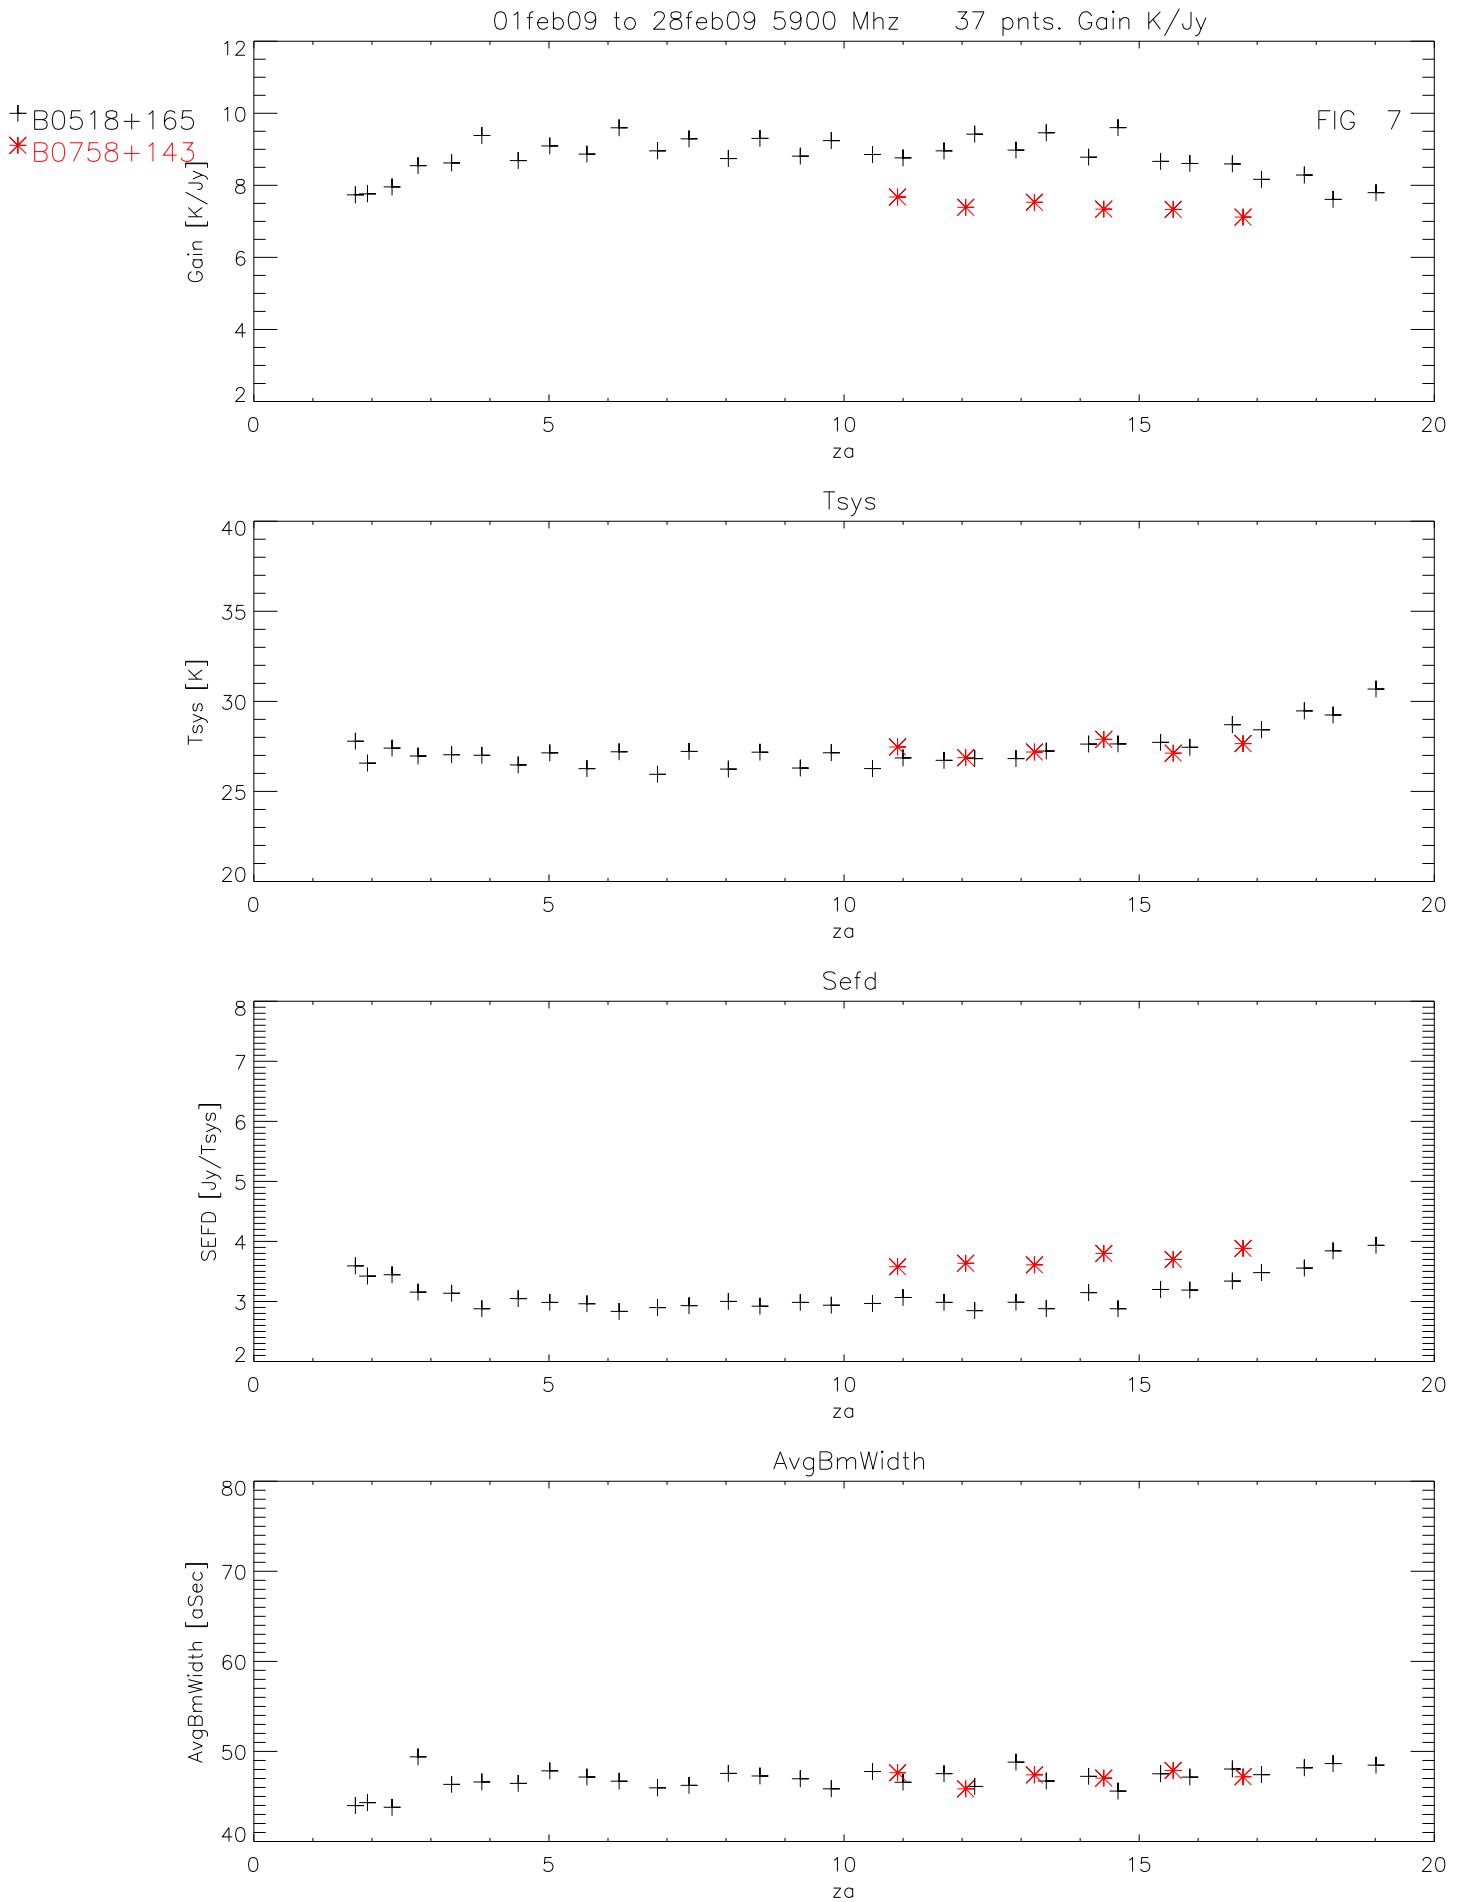 01feb09 to 28feb09 5900 Mhz 37 pnts. Gain K/Jy
B0518+165
B0758+143
FIG 7
Gain [K/Jy]
12
10
8
6
4
2
0 5 10 15 20
za
Tsys
Tsys [K]
40
35
30
25
20
0 5 10 15 20
za
Sefd
SEFD [Jy/Tsys]
8
7
6
5
4
3
2
0 5 10 15 20
za
AvgBmWidth
AvgBmWidth [aSec]
80
70
60
50
40
0 5 10 15 20
za